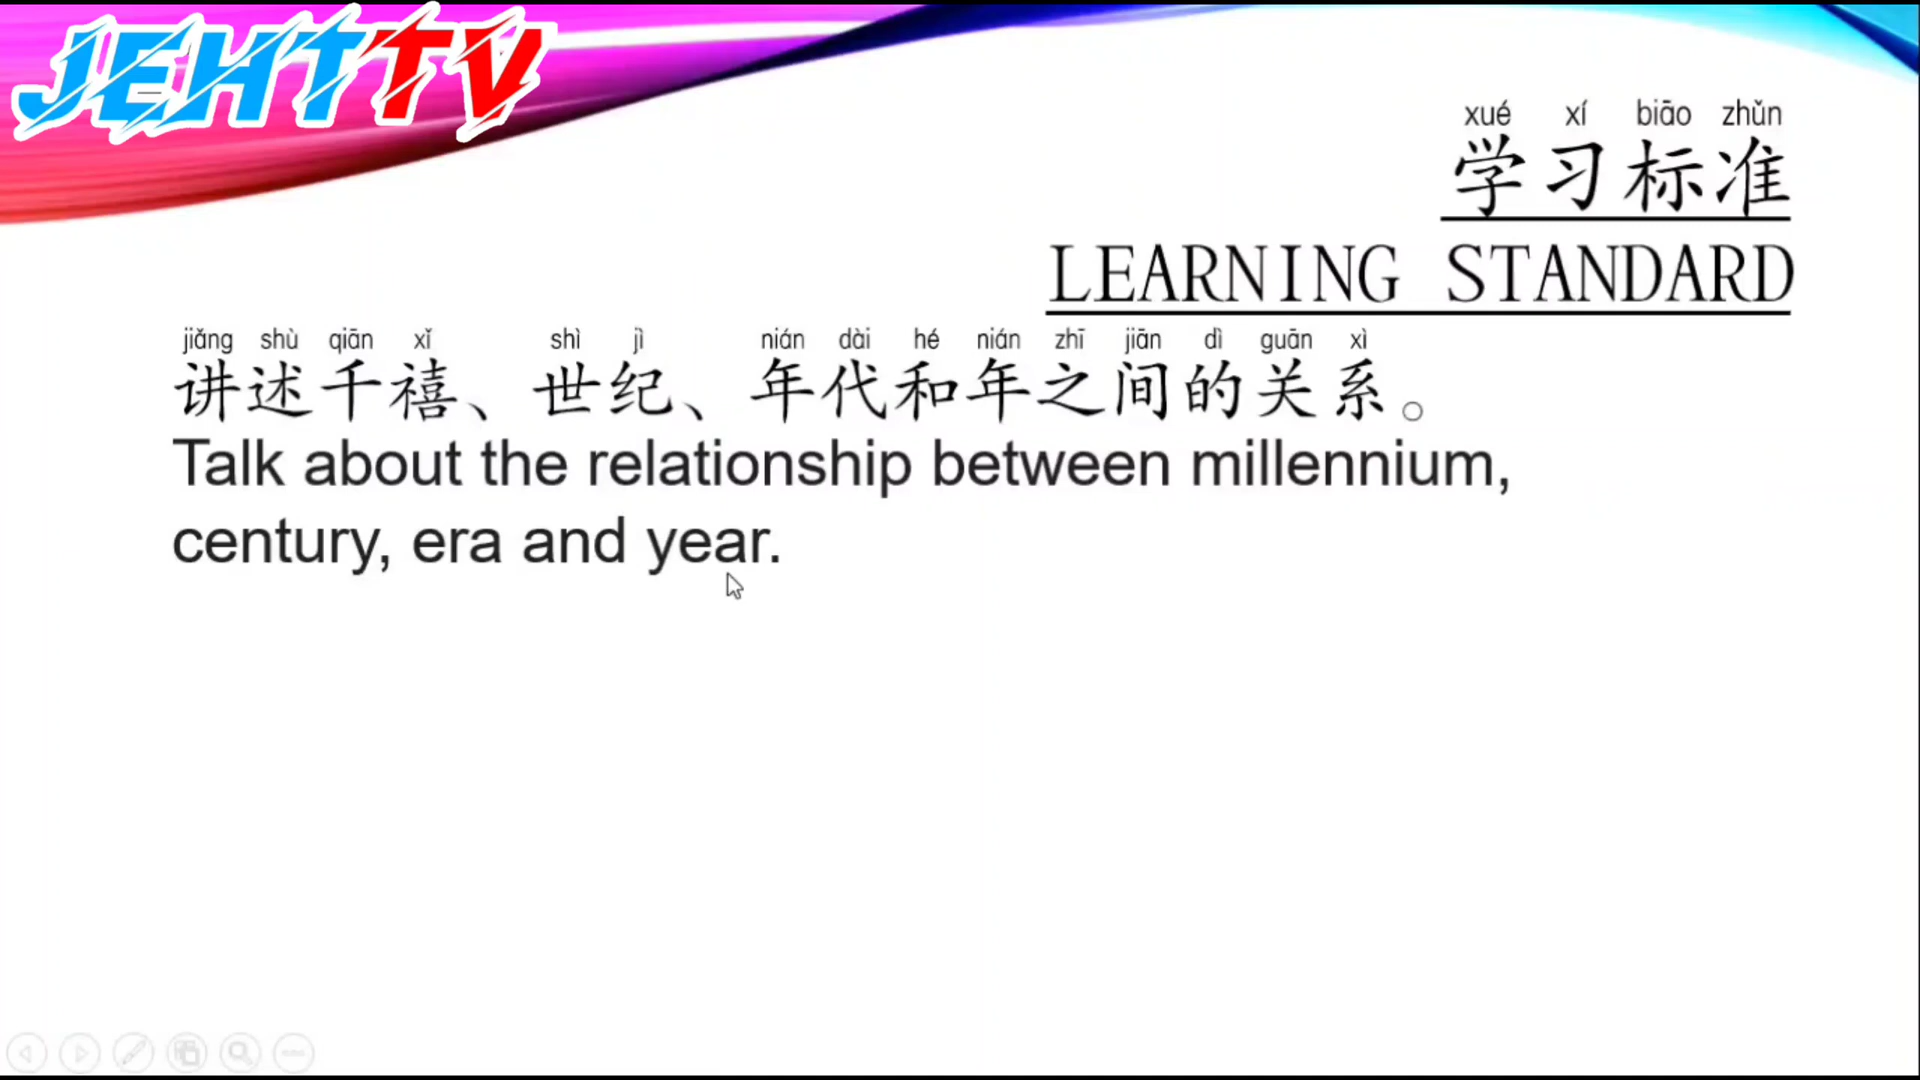 JEHTTV
xué xí biāo zhǔn
学习标准
LEARNING STANDARD
jiǎng shù qiān xǐ shì jì nián dài hé nián zhī jiān dì guān xì
讲述千禧、世纪、年代和年之间的关系。
Talk about the relationship between millennium,
century, era and year.